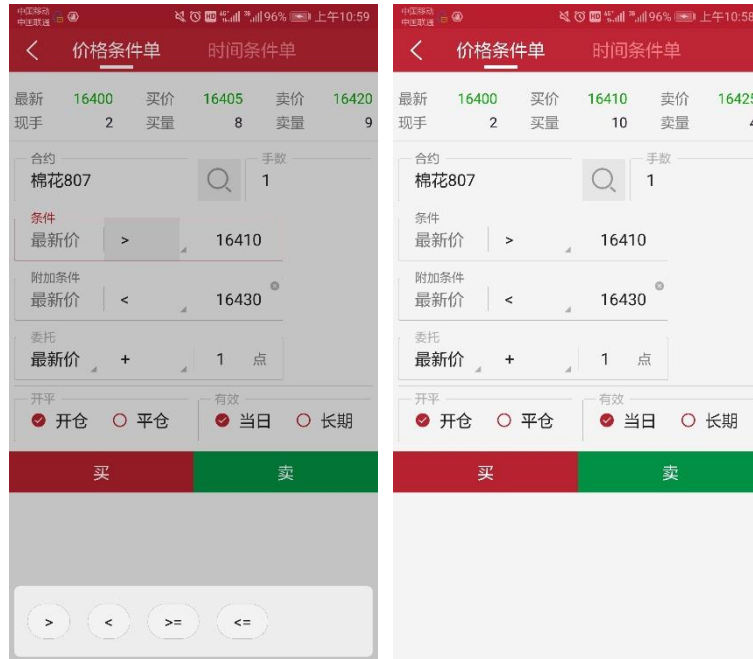 中国移动
中国联通
96% 上午10:59
价格条件单 时间条件单
最新 16400 买价 16405 卖价 16420
现手 2 买量 8 卖量 9
合约 手数
棉花807 1
条件
最新价 > 16410
附加条件
最新价 < 16430
委托
最新价 + 1 点
开平 有效
开仓 平仓 当日 长期
买 卖
> < >= <=
中国移动
中国联通
96% 上午10:58
价格条件单 时间条件单
最新 16400 买价 16410 卖价 16425
现手 2 买量 10 卖量
合约 手数
棉花807 1
条件
最新价 > 16410
附加条件
最新价 < 16430
委托
最新价 + 1 点
开平 有效
开仓 平仓 当日 长期
买 卖